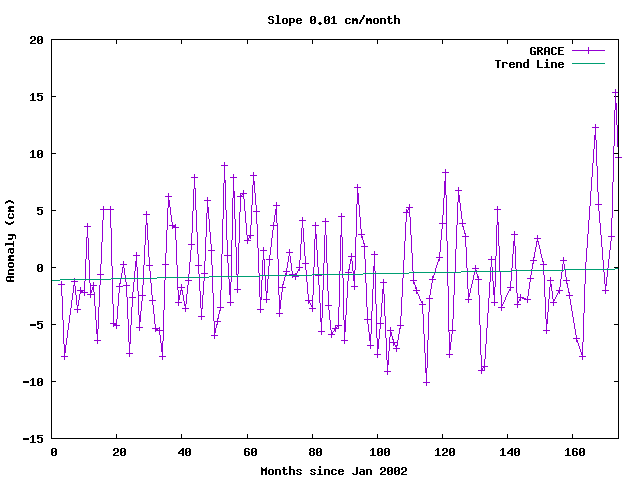 Slope 0.01 cm/month
GRACE
Trend Line
20
15
10
5
0
-5
-10
-15
Anomaly (cm)
0 20 40 60 80 100 120 140 160
Months since Jan 2002